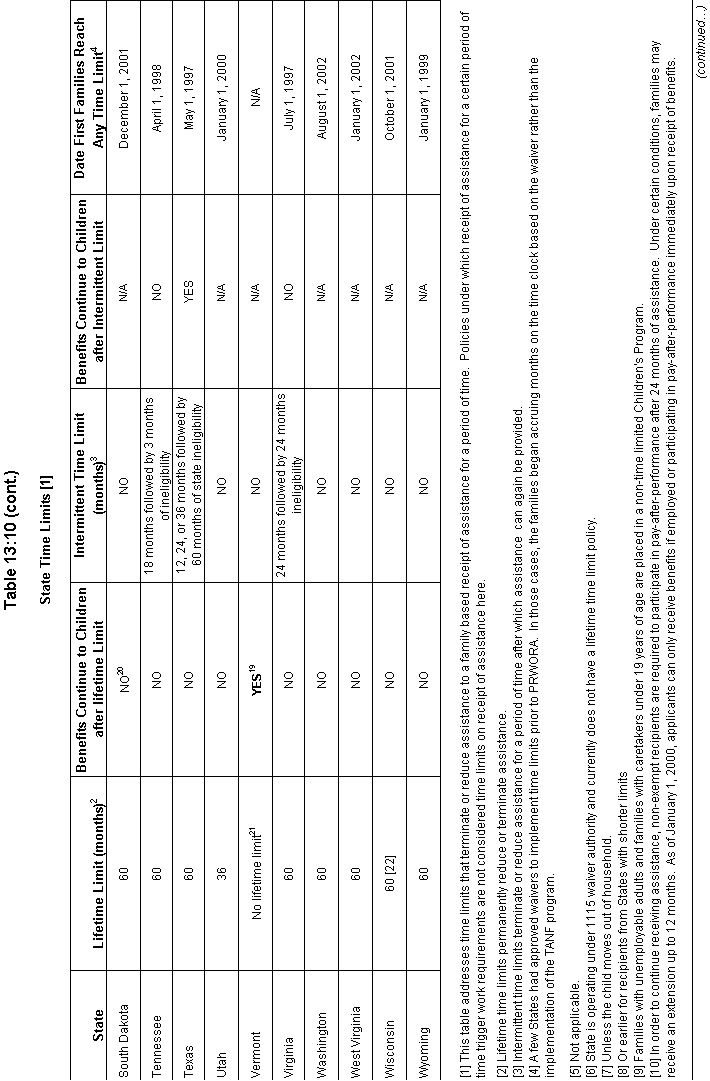 Table 13:10 (cont.)
State Time Limits [1]
State | Lifetime Limit (months)2 | Benefits Continue to Children after lifetime Limit | Intermittent Time Limit (months)3 | Benefits Continue to Children after Intermittent Limit | Date First Families Reach Any Time Limit4
South Dakota | 60 | NO20 | NO | N/A | December 1, 2001
Tennessee | 60 | NO | 18 months followed by 3 months of ineligibility | NO | April 1, 1998
Texas | 60 | NO | 12, 24, or 36 months followed by 60 months of state ineligibility | YES | May 1, 1997
Utah | 36 | NO | NO | N/A | January 1, 2000
Vermont | No lifetime limit21 | YES19 | NO | N/A | N/A
Virginia | 60 | NO | 24 months followed by 24 months ineligibility | NO | July 1, 1997
Washington | 60 | NO | NO | N/A | August 1, 2002
West Virginia | 60 | NO | NO | N/A | January 1, 2002
Wisconsin | 60 [22] | NO | NO | N/A | October 1, 2001
Wyoming | 60 | NO | NO | N/A | January 1, 1999
[1] This table addresses time limits that terminate or reduce assistance to a family based receipt of assistance for a period of time. Policies under which receipt of assistance for a certain period of
time trigger work requirements are not considered time limits on receipt of assistance here.
[2] Lifetime time limits permanently reduce or terminate assistance.
[3] Intermittent time limits terminate or reduce assistance for a period of time after which assistance can again be provided.
[4] A few States had approved waivers to implement time limits prior to PRWORA. In those cases, the families began accruing months on the time clock based on the waiver rather than the
implementation of the TANF program.
[5] Not applicable.
[6] State is operating under 1115 waiver authority and currently does not have a lifetime time limit policy.
[7] Unless the child moves out of household.
[8] Or earlier for recipients from States with shorter limits
[9] Families with unemployable adults and families with caretakers under 19 years of age are placed in a non-time limited Children's Program.
[10] In order to continue receiving assistance, non-exempt recipients are required to participate in pay-after-performance after 24 months of assistance. Under certain conditions, families may
receive an extension up to 12 months. As of January 1, 2000, applicants can only receive benefits if employed or participating in pay-after-performance immediately upon receipt of benefits.
(continued...)